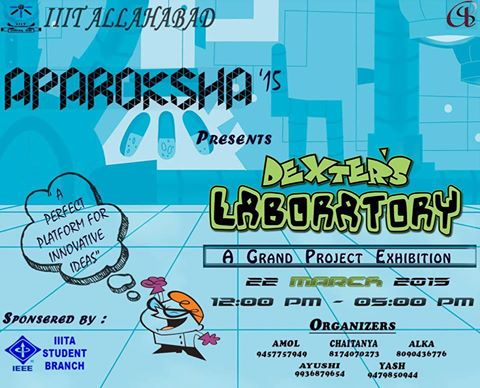 IIIT ALLAHABAD
APAROKSHA '15
PRESENTS
DEXTER'S
LABORATORY
A GRAND PROJECT EXHIBITION
22 MARCH 2015
12:00 PM - 05:00 PM
A
PERFECT
PLATFORM FOR
INNOVATIVE
IDEAS"
SPONSERED BY :
IEEE
IIITA
STUDENT
BRANCH
ORGANIZERS
AMOL CHAITANYA ALKA
9457757949 8174070273 8090436776
AYUSHI YASH
9936879654 9479850944